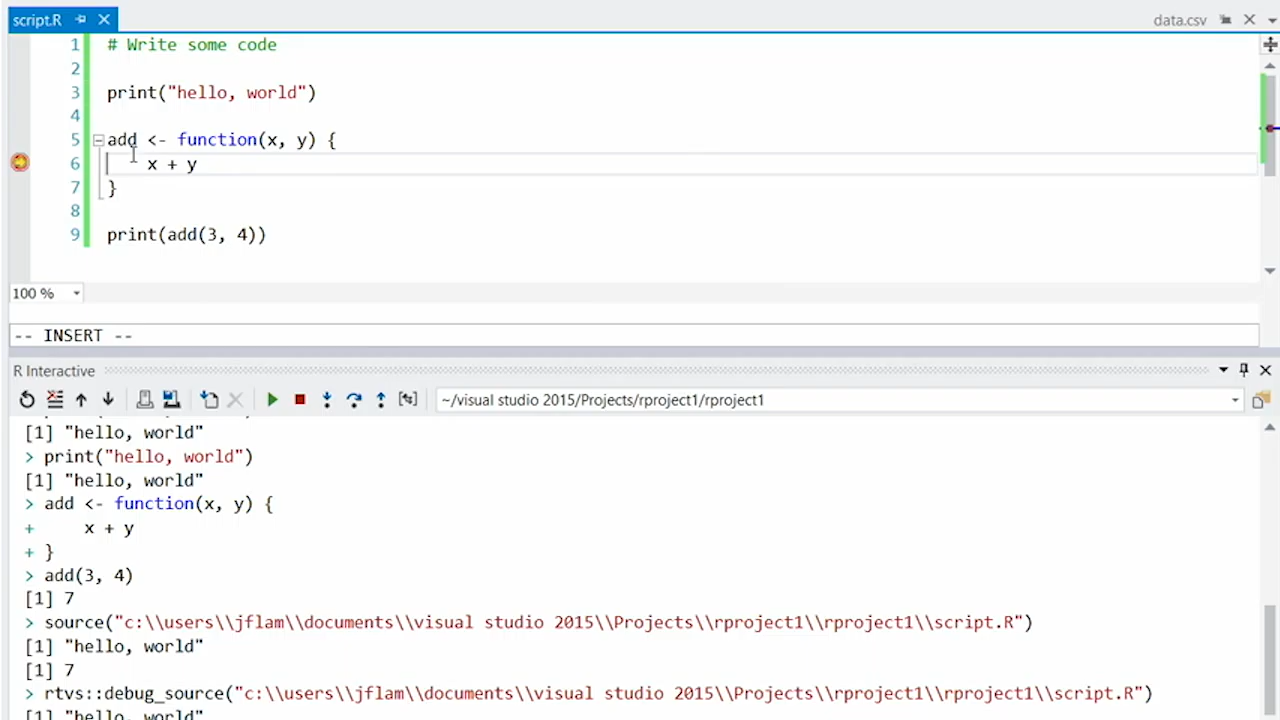 script.R
data.csv
1 # Write some code
2
3 print("hello, world")
4
5 add <- function(x, y) {
6 x + y
7 }
8
9 print(add(3, 4))
100 %
-- INSERT --
R Interactive
~/visual studio 2015/Projects/rproject1/rproject1
[1] "hello, world"
> print("hello, world")
[1] "hello, world"
> add <- function(x, y) {
+ x + y
+ }
> add(3, 4)
[1] 7
> source("c:\\users\\jflam\\documents\\visual studio 2015\\Projects\\rproject1\\rproject1\\script.R")
[1] "hello, world"
[1] 7
> rtvs::debug_source("c:\\users\\jflam\\documents\\visual studio 2015\\Projects\\rproject1\\rproject1\\script.R")
[1] "hello, world"